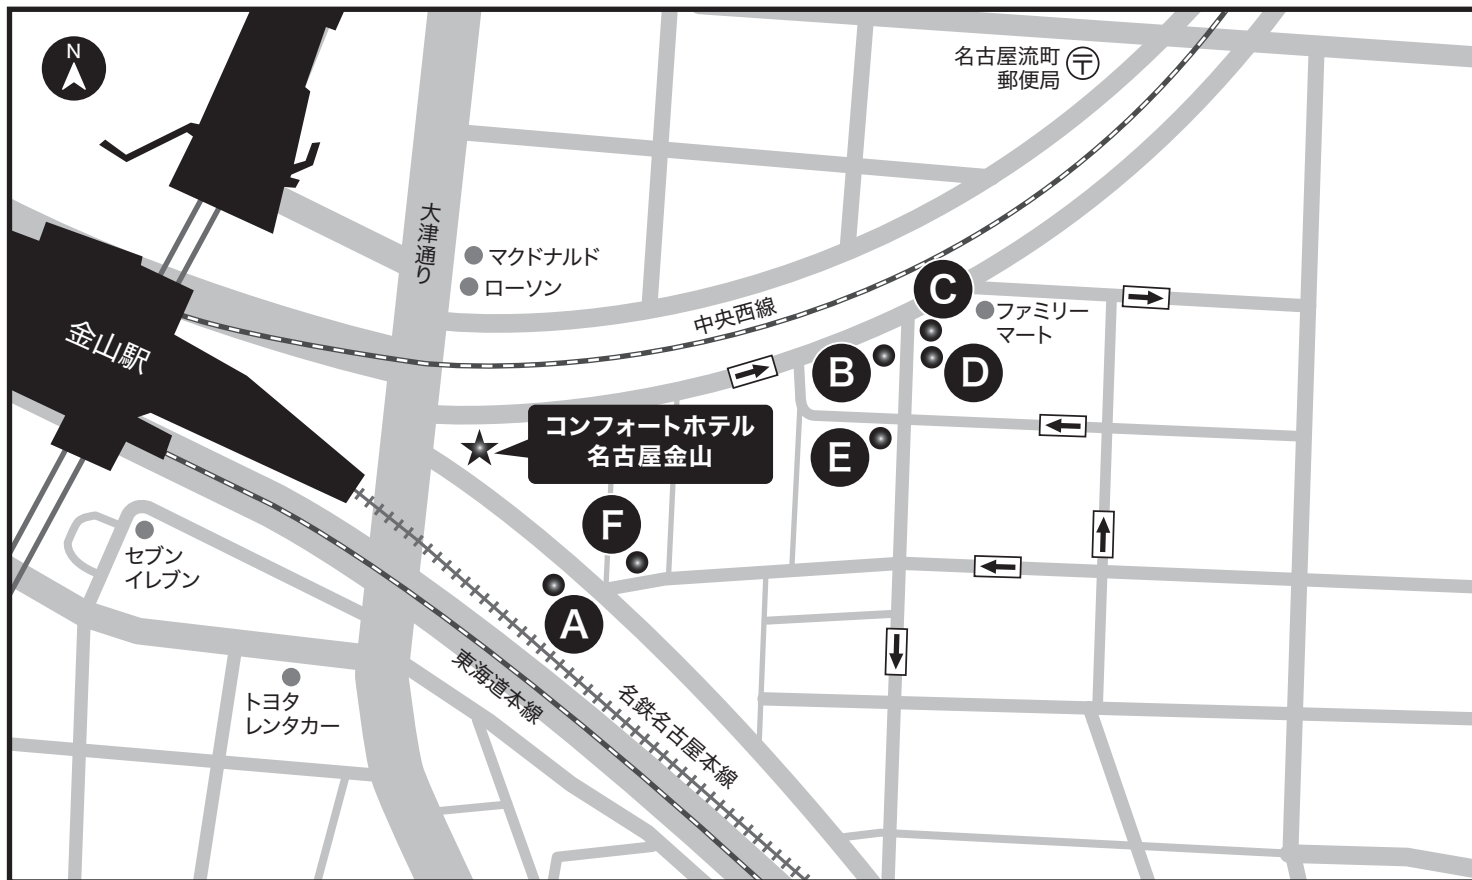 N
名古屋流町
郵便局
大津通り
マクドナルド
ローソン
金山駅
中央西線
C
ファミリー
マート
B
D
コンフォートホテル
名古屋金山
E
F
セブン
イレブン
A
東海道本線
名鉄名古屋本線
トヨタ
レンタカー